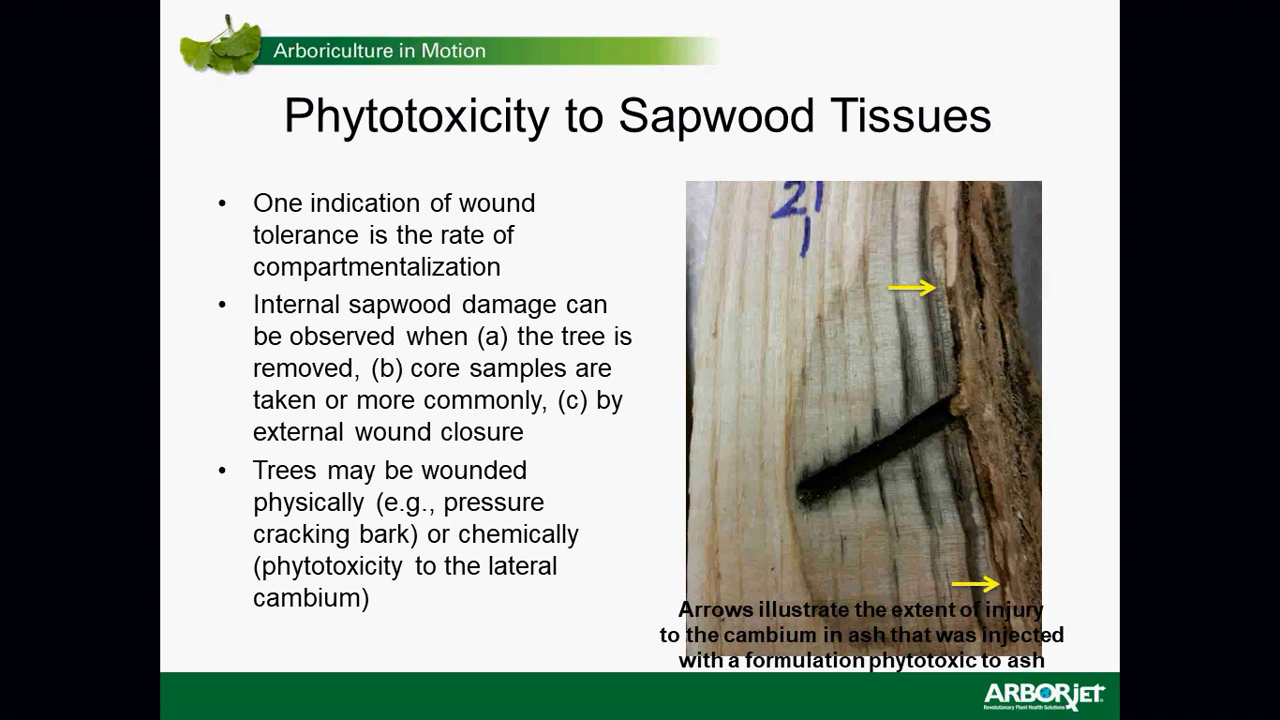 Arboriculture in Motion
Phytotoxicity to Sapwood Tissues
• One indication of wound
tolerance is the rate of
compartmentalization
• Internal sapwood damage can
be observed when (a) the tree is
removed, (b) core samples are
taken or more commonly, (c) by
external wound closure
• Trees may be wounded
physically (e.g., pressure
cracking bark) or chemically
(phytotoxicity to the lateral
cambium)
21
1
Arrows illustrate the extent of injury
to the cambium in ash that was injected
with a formulation phytotoxic to ash
ARBORjet
Revolutionary Plant Health Solutions